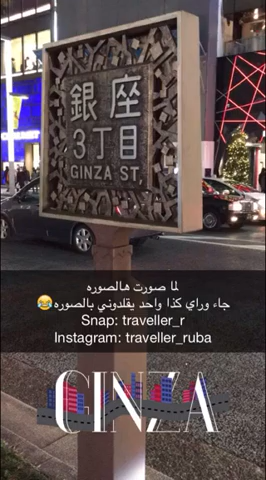 銀座
3丁目
GINZA ST.
لما صورت هالصوره
جاء وراي كذا واحد يقلدوني بالصوره😂
Snap: traveller_r
Instagram: traveller_ruba
GINZA